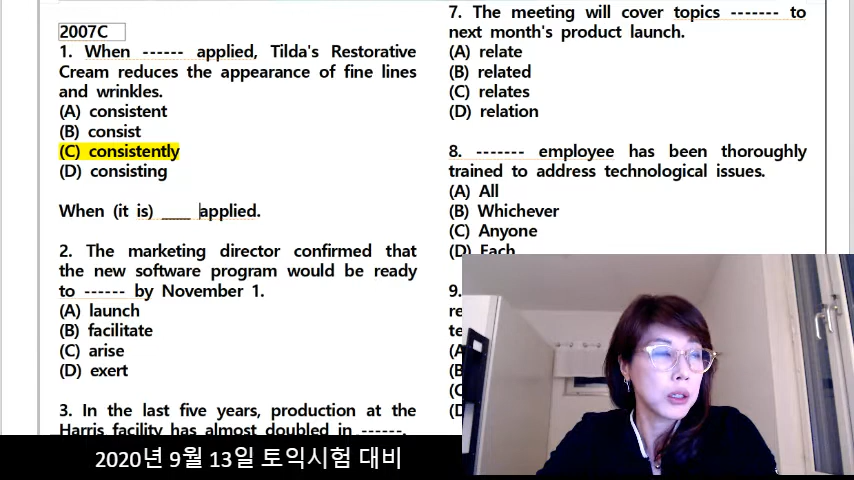 2007C
1. When ------ applied, Tilda's Restorative
Cream reduces the appearance of fine lines
and wrinkles.
(A) consistent
(B) consist
(C) consistently
(D) consisting
When (it is) ____ applied.
2. The marketing director confirmed that
the new software program would be ready
to ------ by November 1.
(A) launch
(B) facilitate
(C) arise
(D) exert
3. In the last five years, production at the
Harris facility has almost doubled in ------.
7. The meeting will cover topics ------- to
next month's product launch.
(A) relate
(B) related
(C) relates
(D) relation
8. ------- employee has been thoroughly
trained to address technological issues.
(A) All
(B) Whichever
(C) Anyone
(D) Each
9.
re
te
(A
(B
(C
(D
2020년 9월 13일 토익시험 대비